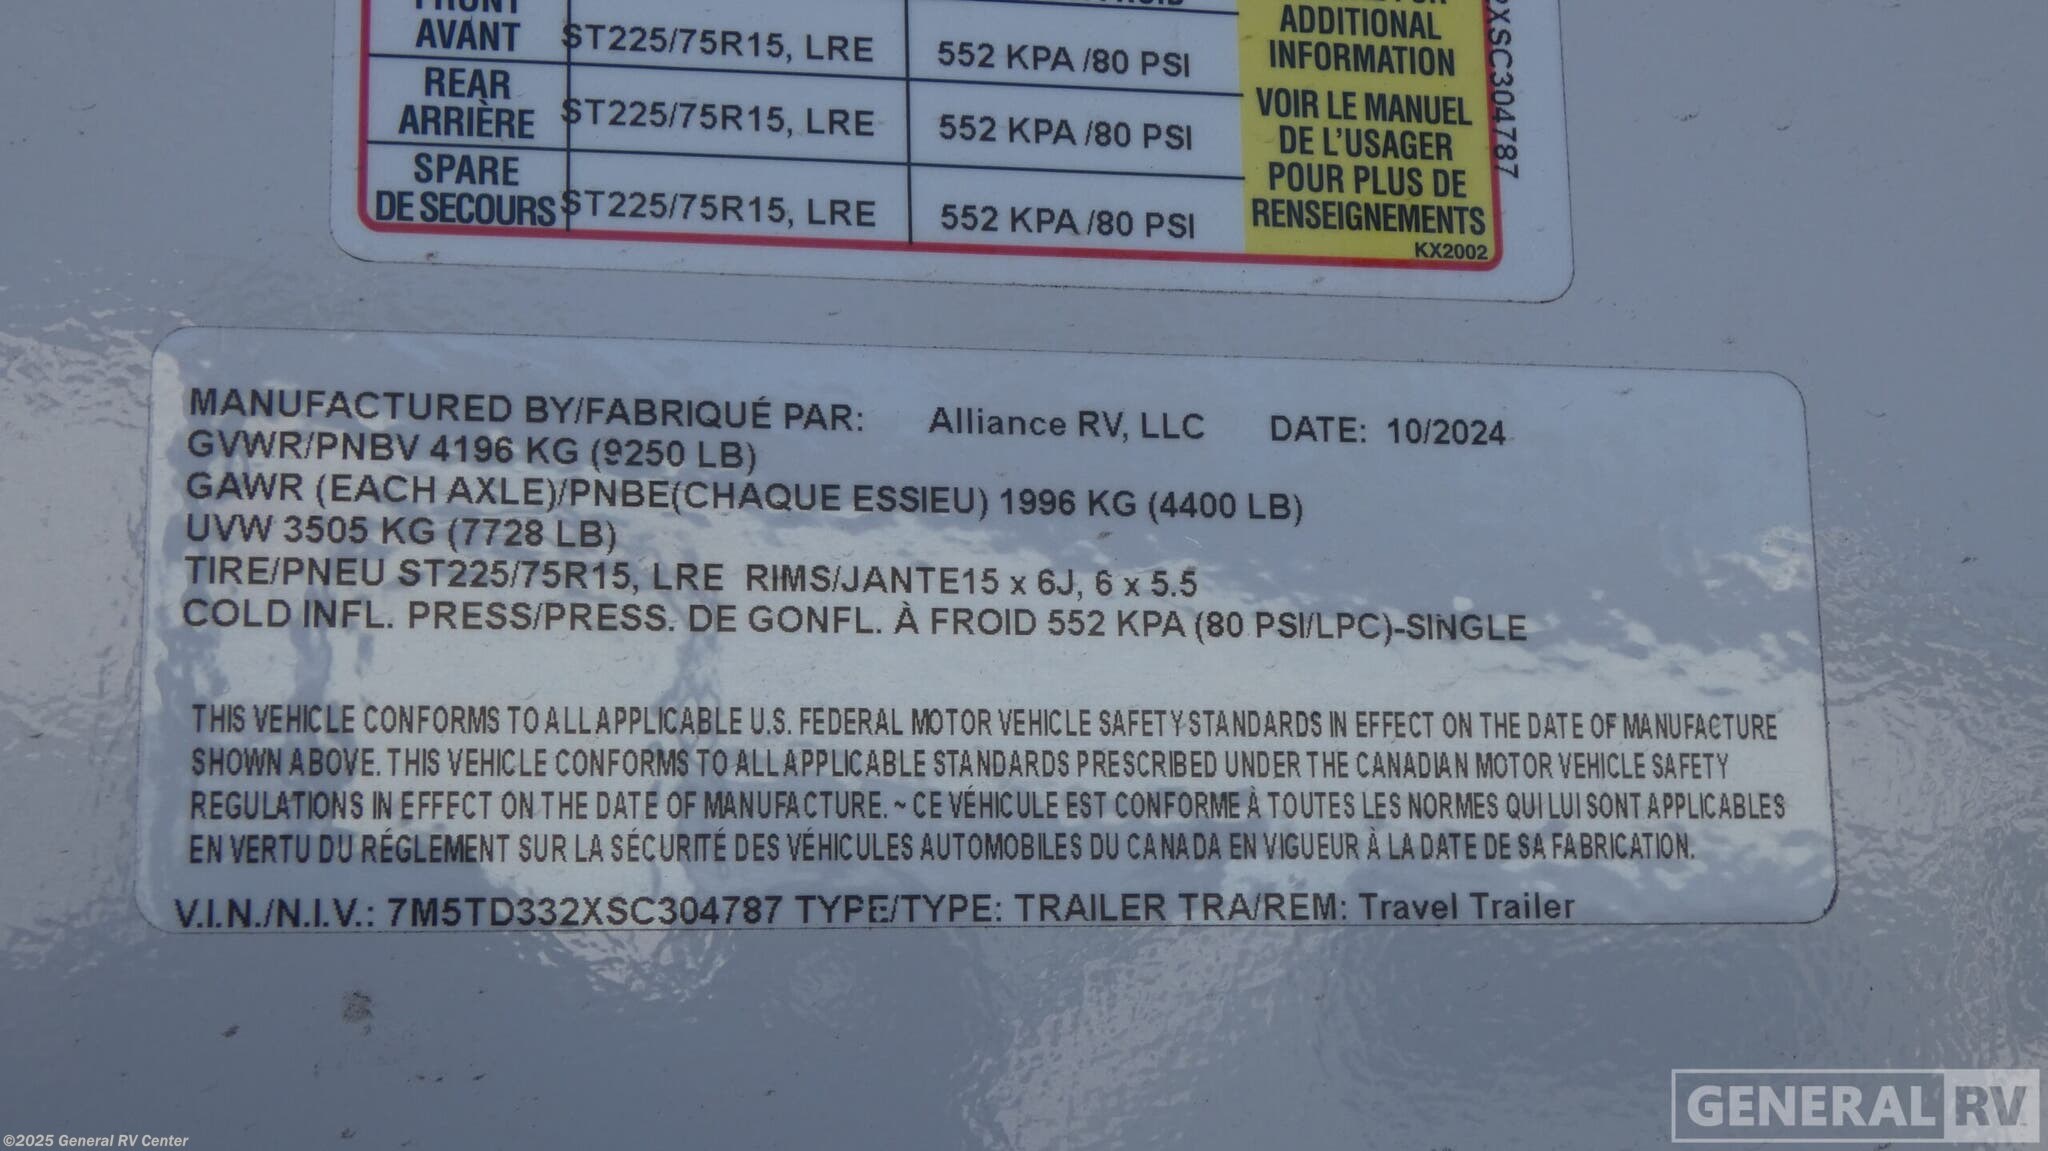 AVANT ST225/75R15, LRE 552 KPA /80 PSI
REAR
ARRIÈRE ST225/75R15, LRE 552 KPA /80 PSI
SPARE
DE SECOURS ST225/75R15, LRE 552 KPA /80 PSI
ADDITIONAL
INFORMATION
VOIR LE MANUEL
DE L'USAGER
POUR PLUS DE
RENSEIGNEMENTS
KX2002
XSC304787
MANUFACTURED BY/FABRIQUÉ PAR: Alliance RV, LLC DATE: 10/2024
GVWR/PNBV 4196 KG (9250 LB)
GAWR (EACH AXLE)/PNBE(CHAQUE ESSIEU) 1996 KG (4400 LB)
UVW 3505 KG (7728 LB)
TIRE/PNEU ST225/75R15, LRE RIMS/JANTE15 x 6J, 6 x 5.5
COLD INFL. PRESS/PRESS. DE GONFL. À FROID 552 KPA (80 PSI/LPC)-SINGLE
THIS VEHICLE CONFORMS TO ALL APPLICABLE U.S. FEDERAL MOTOR VEHICLE SAFETY STANDARDS IN EFFECT ON THE DATE OF MANUFACTURE
SHOWN ABOVE. THIS VEHICLE CONFORMS TO ALL APPLICABLE STANDARDS PRESCRIBED UNDER THE CANADIAN MOTOR VEHICLE SAFETY
REGULATIONS IN EFFECT ON THE DATE OF MANUFACTURE. ~ CE VÉHICULE EST CONFORME À TOUTES LES NORMES QUI LUI SONT APPLICABLES
EN VERTU DU RÉGLEMENT SUR LA SÉCURITÉ DES VÉHICULES AUTOMOBILES DU CANADA EN VIGUEUR À LA DATE DE SA FABRICATION.
V.I.N./N.I.V.: 7M5TD332XSC304787 TYPE/TYPE: TRAILER TRA/REM: Travel Trailer
GENERAL RV
©2025 General RV Center